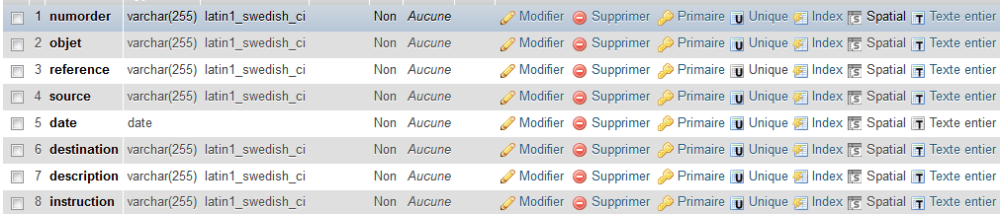 1 numorder varchar(255) latin1_swedish_ci Non Aucune Modifier Supprimer Primaire Unique Index Spatial Texte entier
2 objet varchar(255) latin1_swedish_ci Non Aucune Modifier Supprimer Primaire Unique Index Spatial Texte entier
3 reference varchar(255) latin1_swedish_ci Non Aucune Modifier Supprimer Primaire Unique Index Spatial Texte entier
4 source varchar(255) latin1_swedish_ci Non Aucune Modifier Supprimer Primaire Unique Index Spatial Texte entier
5 date date Non Aucune Modifier Supprimer Primaire Unique Index Spatial Texte entier
6 destination varchar(255) latin1_swedish_ci Non Aucune Modifier Supprimer Primaire Unique Index Spatial Texte entier
7 description varchar(255) latin1_swedish_ci Non Aucune Modifier Supprimer Primaire Unique Index Spatial Texte entier
8 instruction varchar(255) latin1_swedish_ci Non Aucune Modifier Supprimer Primaire Unique Index Spatial Texte entier